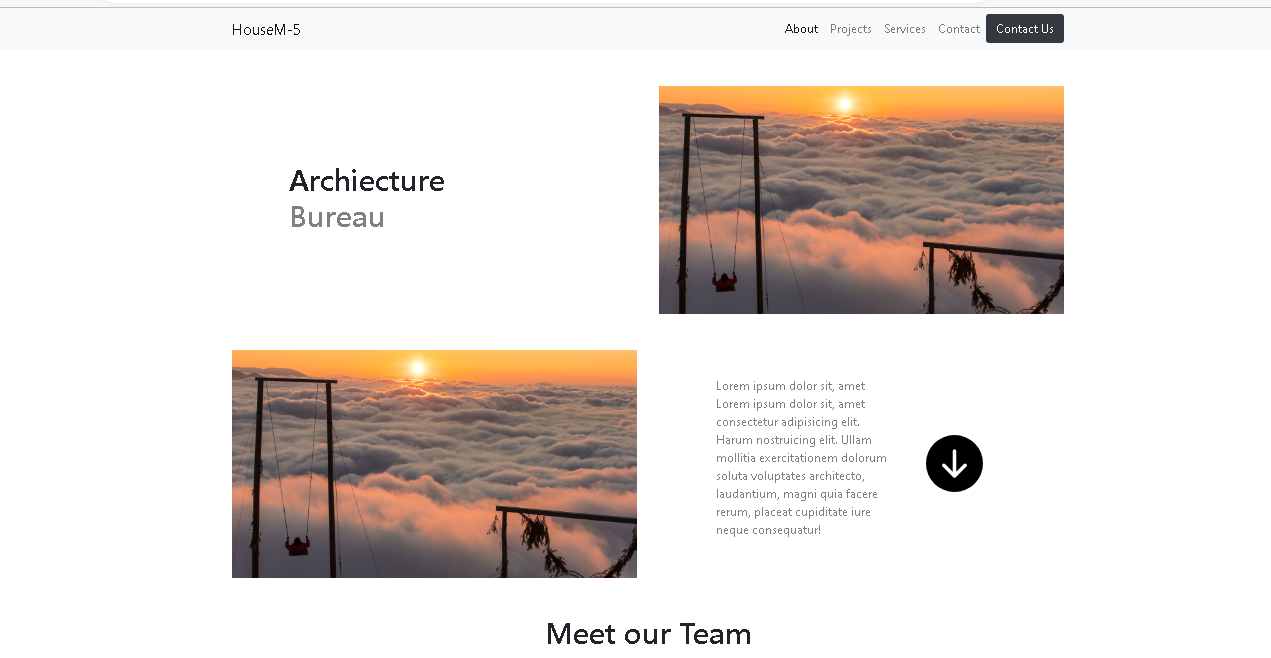 HouseM-5
About Projects Services Contact Contact Us
Archiecture
Bureau
Lorem ipsum dolor sit, amet
Lorem ipsum dolor sit, amet
consectetur adipisicing elit.
Harum nostruicing elit. Ullam
mollitia exercitationem dolorum
soluta voluptates architecto,
laudantium, magni quia facere
rerum, placeat cupiditate iure
neque consequatur!
Meet our Team